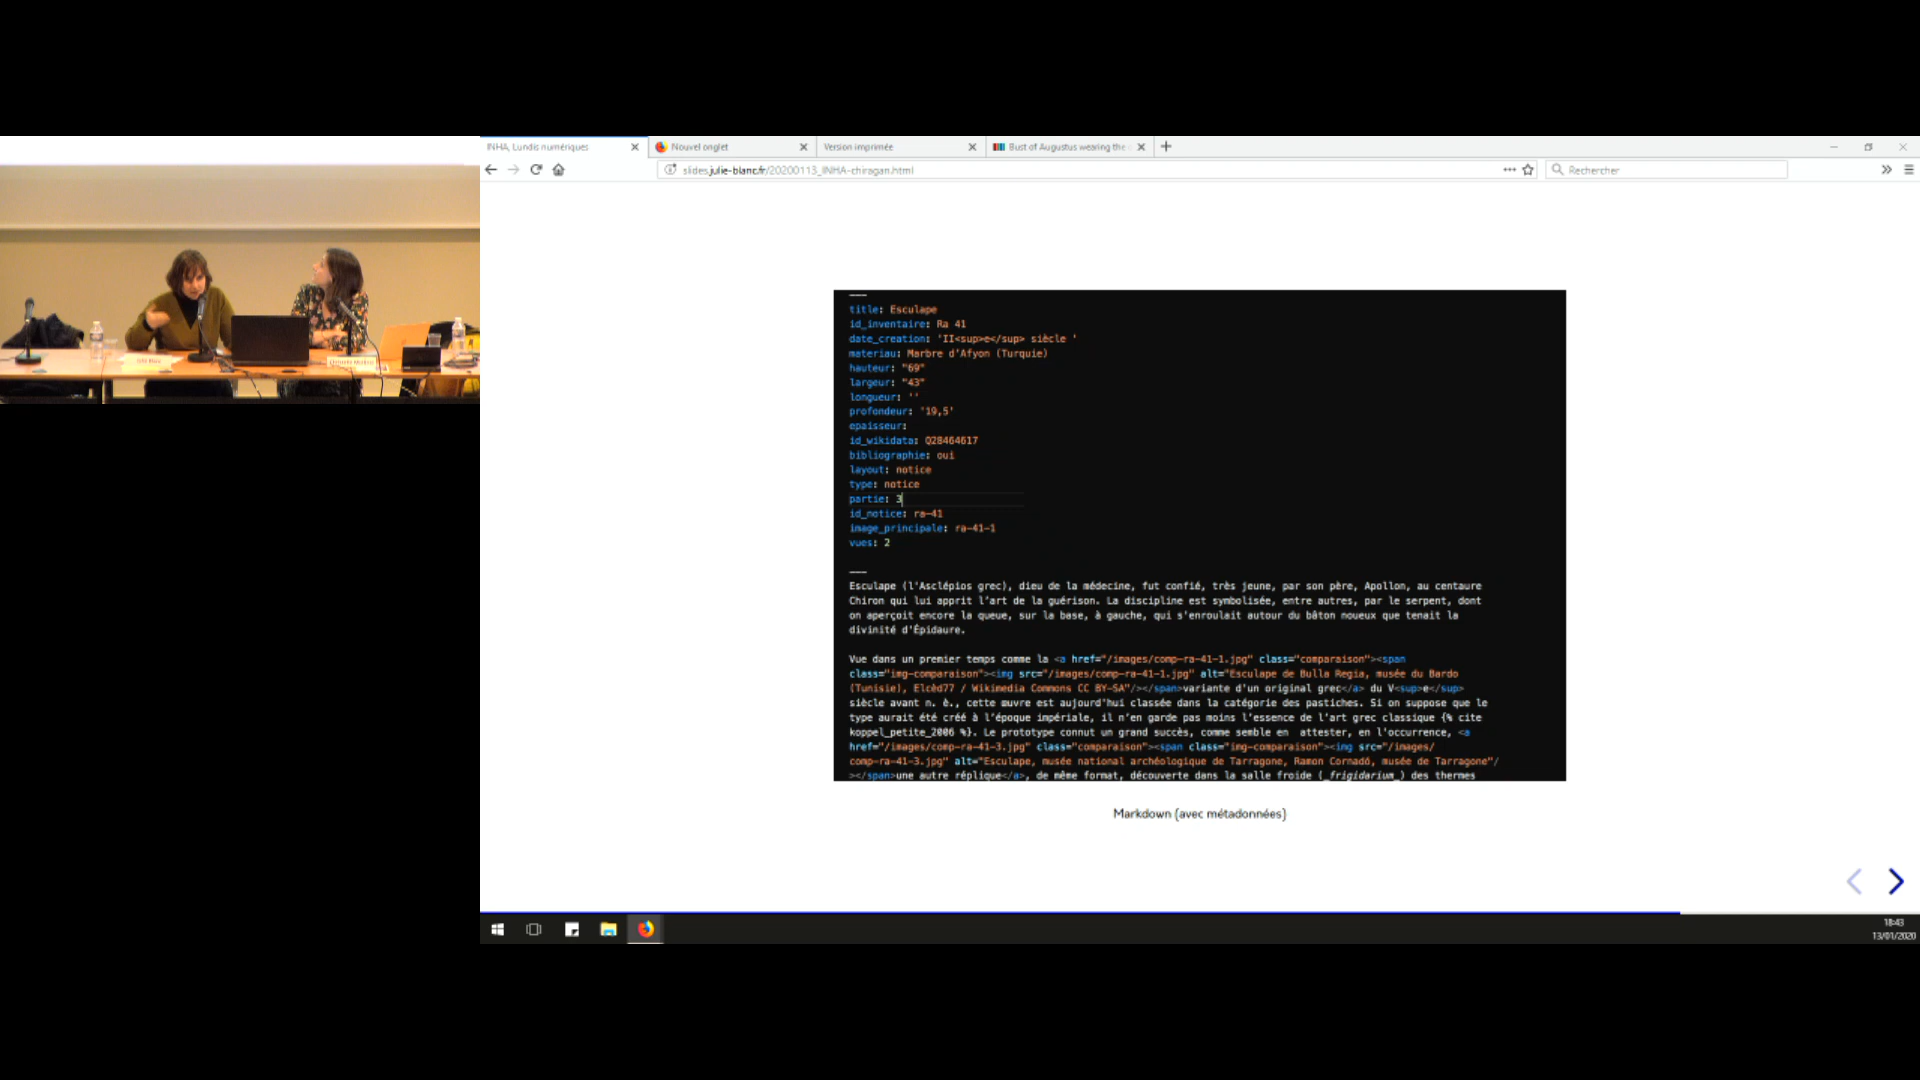 INHA, Lundis numériques
Nouvel onglet
Version imprimée
Bust of Augustus wearing the
slides.julie-blanc.fr/20200113_INHA-chiragan.html
Rechercher
title: Esculape
id_inventaire: Ra 41
date_creation: 'II<sup>e</sup> siècle '
materiau: Marbre d'Afyon (Turquie)
hauteur: "69"
largeur: "43"
longueur: ''
profondeur: '19,5'
epaisseur:
id_wikidata: Q28464617
bibliographie: oui
layout: notice
type: notice
partie: 3
id_notice: ra-41
image_principale: ra-41-1
vues: 2
Esculape (l'Asclépios grec), dieu de la médecine, fut confié, très jeune, par son père, Apollon, au centaure
Chiron qui lui apprit l'art de la guérison. La discipline est symbolisée, entre autres, par le serpent, dont
on aperçoit encore la queue, sur la base, à gauche, qui s'enroulait autour du bâton noueux que tenait la
divinité d'Épidaure.
Vue dans un premier temps comme la <a href="/images/comp-ra-41-1.jpg" class="comparaison"><span
class="img-comparaison"><img src="/images/comp-ra-41-1.jpg" alt="Esculape de Bulla Regia, musée du Bardo
(Tunisie), Elcèd77 / Wikimedia Commons CC BY-SA"/></span>variante d'un original grec</a> du V<sup>e</sup>
siècle avant n. è., cette œuvre est aujourd'hui classée dans la catégorie des pastiches. Si on suppose que le
type aurait été créé à l'époque impériale, il n'en garde pas moins l'essence de l'art grec classique {% cite
koppel_petite_2006 %}. Le prototype connut un grand succès, comme semble en  attester, en l'occurrence, <a
href="/images/comp-ra-41-3.jpg" class="comparaison"><span class="img-comparaison"><img src="/images/
comp-ra-41-3.jpg" alt="Esculape, musée national archéologique de Tarragone, Ramon Cornadó, musée de Tarragone"/
></span>une autre réplique</a>, de même format, découverte dans la salle froide (_frigidarium_) des thermes
Markdown (avec métadonnées)
18:43
13/01/2020